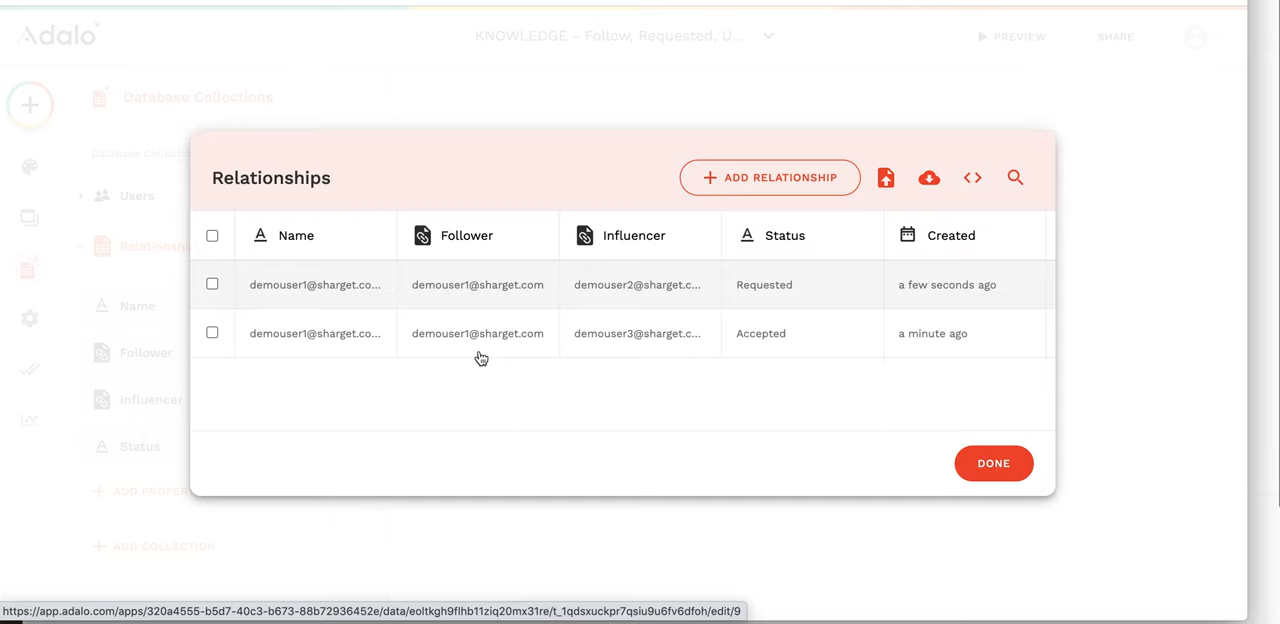 Adalo
KNOWLEDGE - Follow, Requested, U...
PREVIEW
SHARE
Database Collections
Database Collecti
Users
Relationships
Name
Follower
Influencer
Status
ADD PROPER
ADD COLLECTION
Relationships
ADD RELATIONSHIP
Name Follower Influencer Status Created
demouser1@sharget.co... demouser1@sharget.com demouser2@sharget.c... Requested a few seconds ago
demouser1@sharget.co... demouser1@sharget.com demouser3@sharget.c... Accepted a minute ago
DONE
https://app.adalo.com/apps/320a4555-b5d7-40c3-b673-88b72936452e/data/eoltkgh9flhb11ziq20mx31re/t_1qdsxuckpr7qsiu9u6fv6dfoh/edit/9